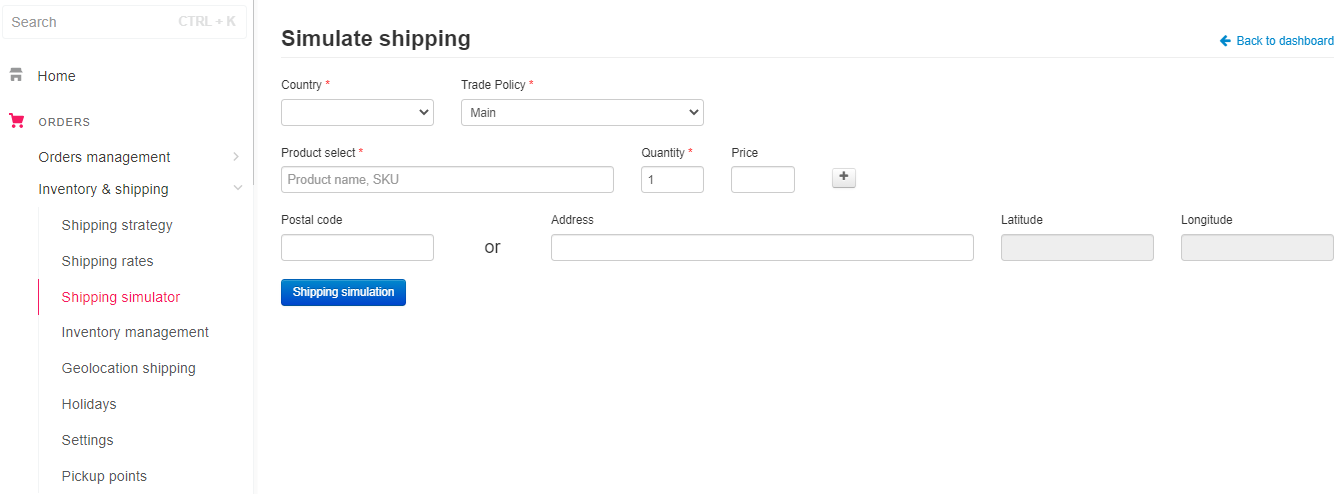 Search CTRL + K
Home
ORDERS
Orders management
Inventory & shipping
Shipping strategy
Shipping rates
Shipping simulator
Inventory management
Geolocation shipping
Holidays
Settings
Pickup points
Simulate shipping
Back to dashboard
Country * Trade Policy *
Main
Product select * Quantity * Price
Product name, SKU 1 +
Postal code Address Latitude Longitude
or
Shipping simulation